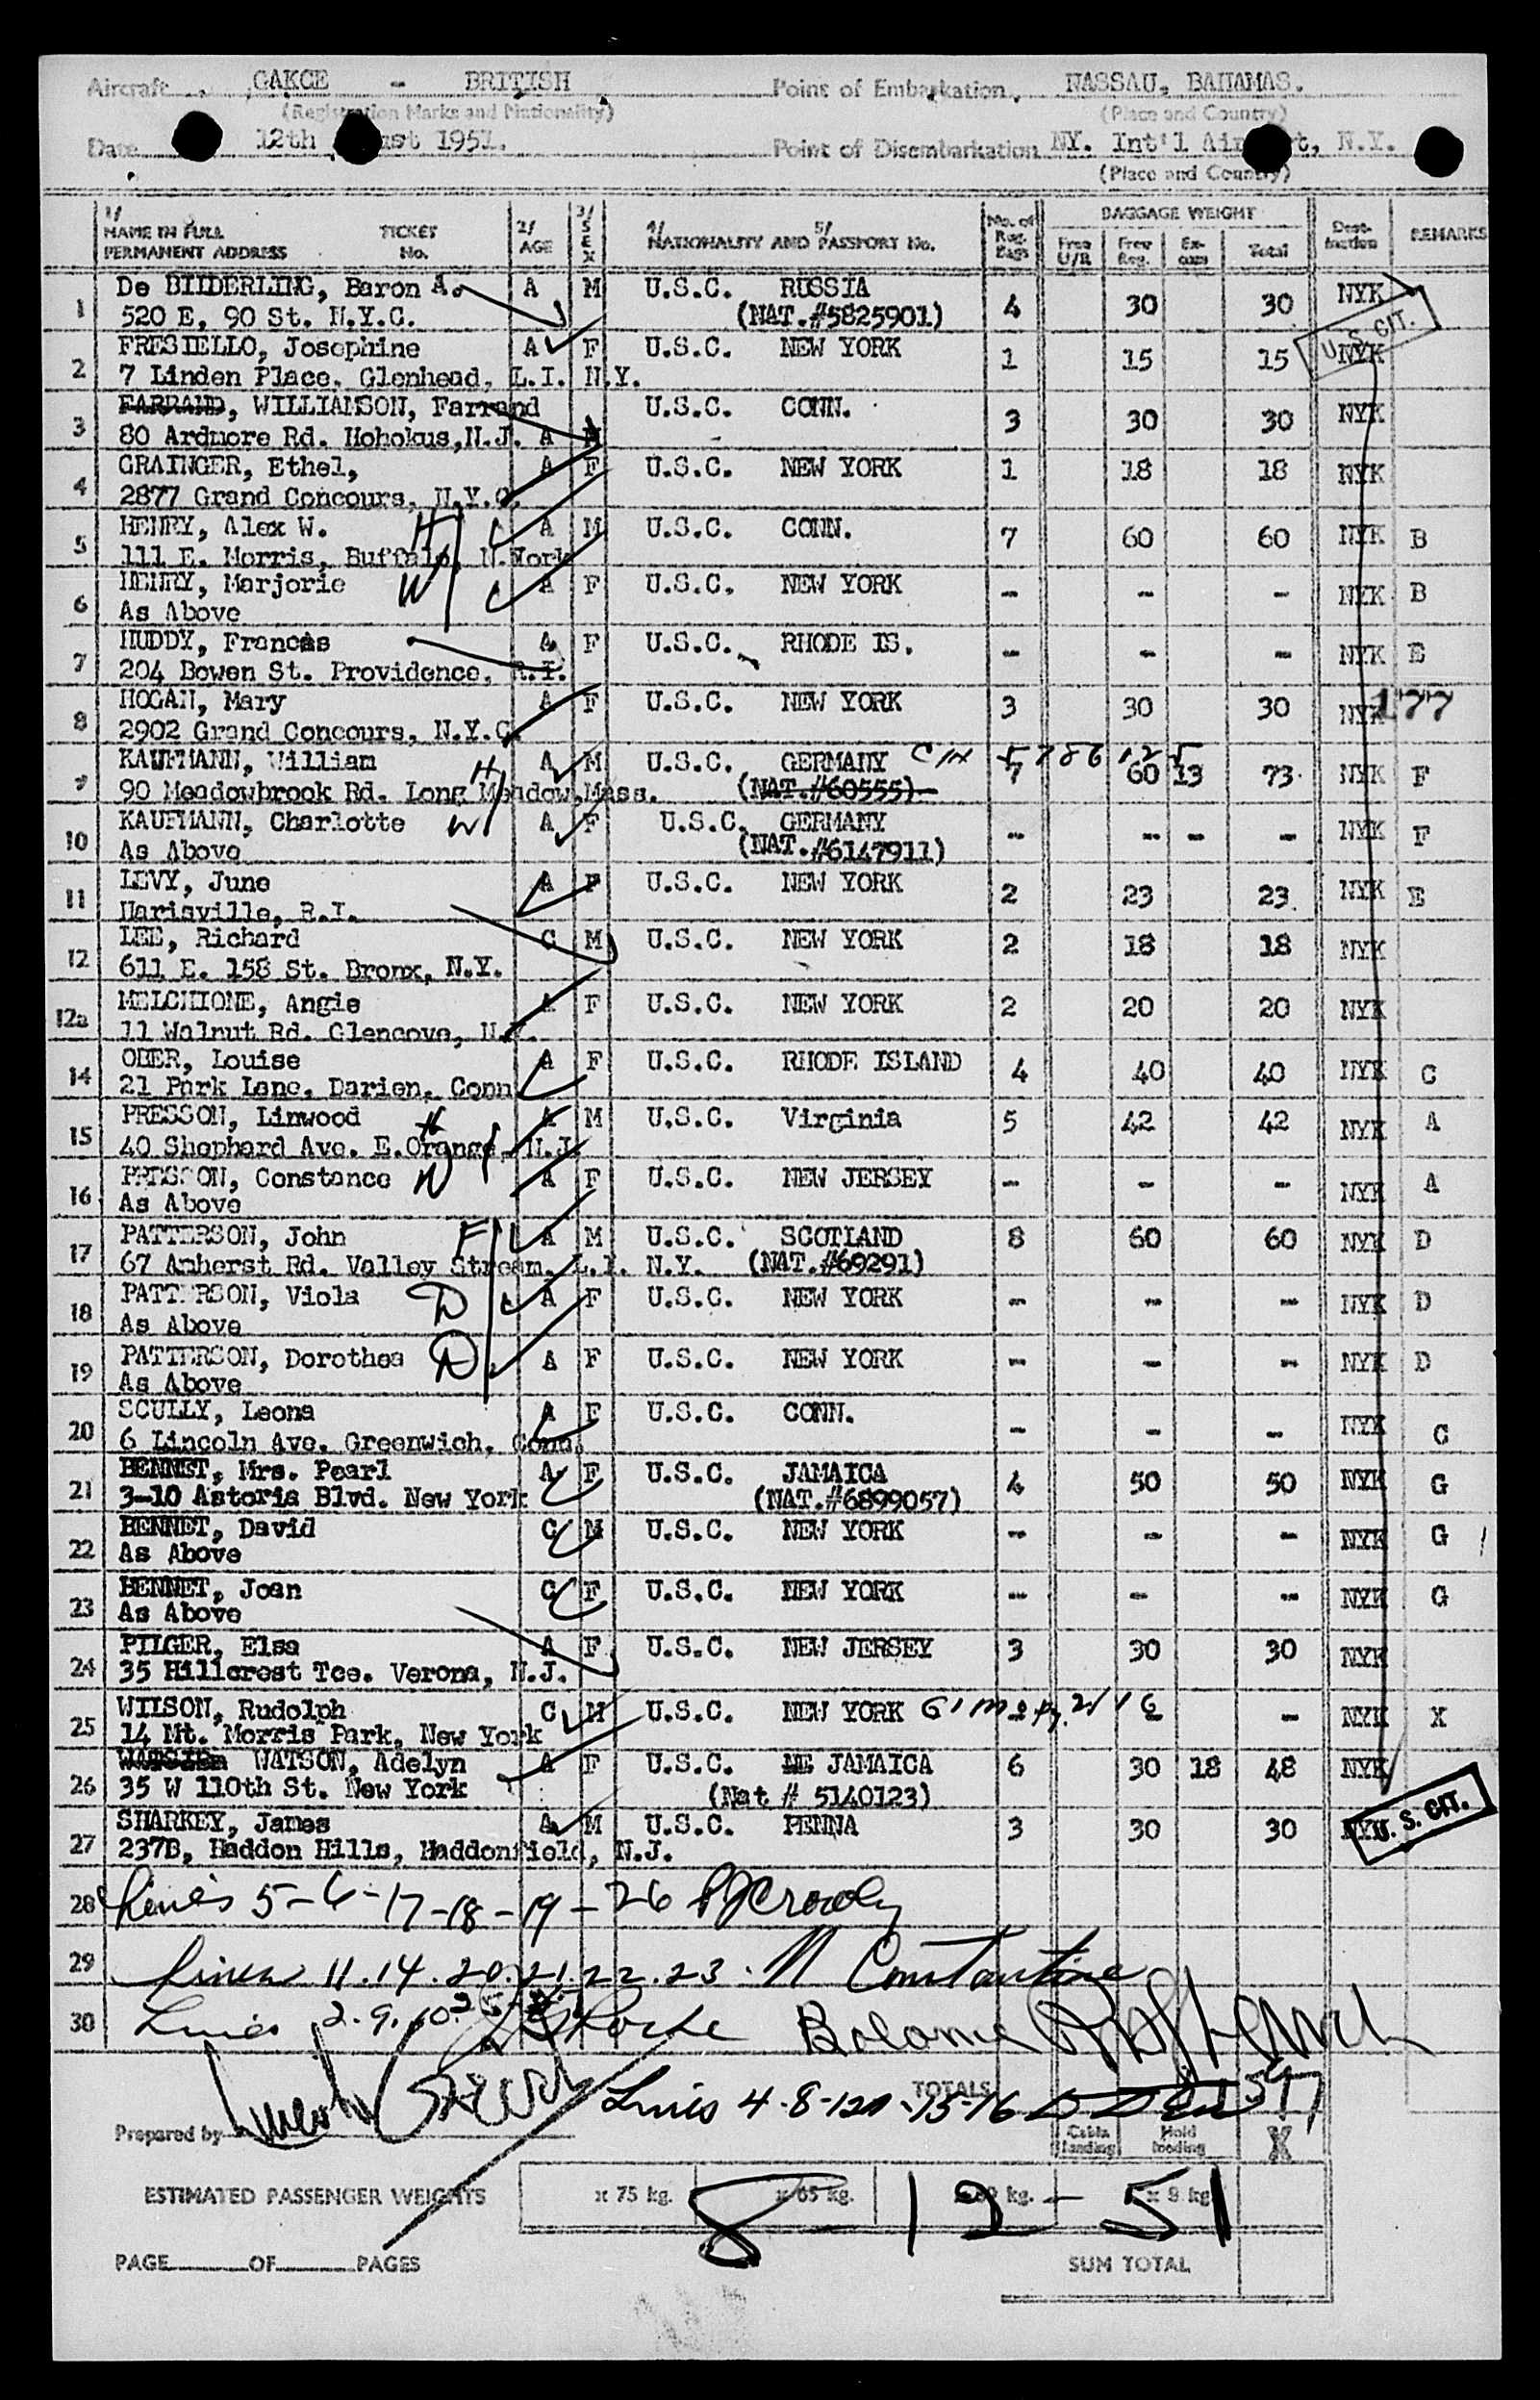 Aircraft GAKCE - BRITISH Point of Embarkation NASSAU, BAHAMAS.
(Registration Marks and Nationality) (Place and Country)
Date 12th ust 1951. Point of Disembarkation NY. Int'l Air t, N.Y.
(Place and Country)
1/ NAME IN FULL PERMANENT ADDRESS TICKET No. 2/ AGE 3/ SEX 4/ NATIONALITY AND 5/ PASSPORT No. No. of Reg. Bags BAGGAGE WEIGHT Free U/R Free Reg. Ex-cess Total Dest-ination REMARKS
1 De BILDERLING, Baron A. A M U.S.C. RUSSIA 4 30 30 NYK
520 E. 90 St. N.Y.C. (NAT.#5825901)
U.S. CIT.
2 FRESIELLO, Josephine A F U.S.C. NEW YORK 1 15 15 NYK
7 Linden Place. Glenhead, L.I. N.Y.
3 FARRAND, WILLIAMSON, Farrand U.S.C. CONN. 3 30 30 NYK
80 Ardmore Rd. Hohokus, N.J. A M
4 GRAINGER, Ethel, A F U.S.C. NEW YORK 1 18 18 NYK
2877 Grand Concours, N.Y.C.
5 HENRY, Alex W. H A M U.S.C. CONN. 7 60 60 NYK B
111 E. Morris, Buffalo, N.York
6 HENRY, Marjorie W A F U.S.C. NEW YORK - - - NYK B
As Above
7 HUDDY, Frances A F U.S.C. RHODE IS. - - - NYK E
204 Bowen St. Providence, R.I.
8 HOGAN, Mary A F U.S.C. NEW YORK 3 30 30 NYK 177
2902 Grand Concours, N.Y.C.
9 KAUFMANN, William H A M U.S.C. GERMANY 7 60 13 73 NYK F
90 Meadowbrook Rd. Long Meadow, Mass. (NAT.#60555)
10 KAUFMANN, Charlotte W A F U.S.C. GERMANY - - - - NYK F
As Above (NAT.#6147911)
11 LEVY, June A F U.S.C. NEW YORK 2 23 23 NYK E
Harisville, R.I.
12 LEE, Richard C M U.S.C. NEW YORK 2 18 18 NYK
611 E. 158 St. Bronx, N.Y.
12a MELCHIONE, Angie A F U.S.C. NEW YORK 2 20 20 NYK
11 Walnut Rd. Glencove, N.Y.
14 OBER, Louise A F U.S.C. RHODE ISLAND 4 40 40 NYK C
21 Park Lane. Darien. Conn
15 PRESSON, Linwood H A M U.S.C. Virginia 5 42 42 NYK A
40 Shephard Ave. E.Orange, N.J.
16 PRESSON, Constance W A F U.S.C. NEW JERSEY - - - NYK A
As Above
17 PATTERSON, John F A M U.S.C. SCOTLAND 8 60 60 NYK D
67 Amherst Rd. Valley Stream. L.I. N.Y. (NAT.#69291)
18 PATTERSON, Viola D A F U.S.C. NEW YORK - - - NYK D
As Above
19 PATTERSON, Dorothea D A F U.S.C. NEW YORK - - - NYK D
As Above
20 SCULLY, Leona A F U.S.C. CONN. - - - NYK C
6 Lincoln Ave. Greenwich, Conn.
21 BENNET, Mrs. Pearl A F U.S.C. JAMAICA 4 50 50 NYK G
3-10 Astoria Blvd. New York (NAT.#6899057)
22 BENNET, David C M U.S.C. NEW YORK - - - NYK G
As Above
23 BENNET, Joan C F U.S.C. NEW YORK - - - NYK G
As Above
24 PILGER, Elsa A F U.S.C. NEW JERSEY 3 30 30 NYK
35 Hillcrest Tce. Verona, N.J.
25 WILSON, Rudolph C M U.S.C. NEW YORK - - - NYK X
14 Mt. Morris Park, New York
26 WATSON, Adelyn A F U.S.C. JAMAICA 6 30 18 48 NYK
35 W 110th St. New York (Nat # 5140123)
27 SHARKEY, James A M U.S.C. PENNA 3 30 30 NYK
U.S. CIT.
237B, Haddon Hills, Haddonfield, N.J.
28 Lines 5-6-17-18-19-26 Crowley
29 Lines 11.14.20.21.22.23. N Constantine
30 Lines 2.9.10.
TOTALS
Lines 4-8-12A-15-16
Prepared by Cabin Loading Hold Loading X
ESTIMATED PASSENGER WEIGHTS x 75 kg. x 65 kg. kg. x 8 kg.
8-12-51
PAGE OF PAGES SUM TOTAL